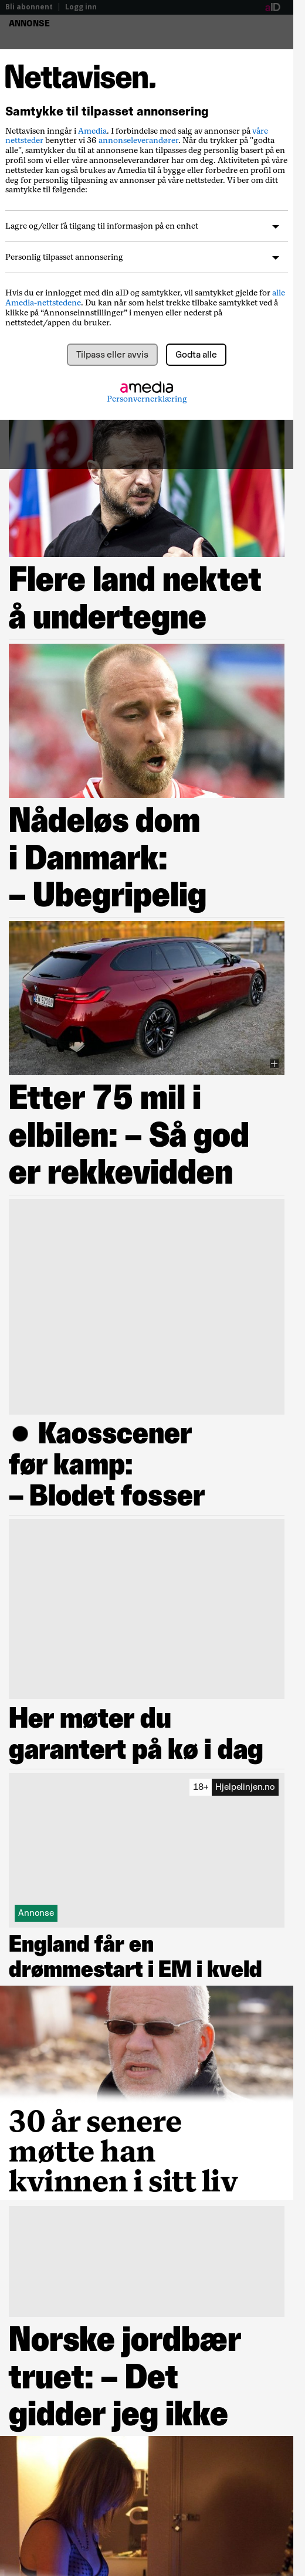 Bli abonnent | Logg inn
aID
ANNONSE
Nettavisen.
Samtykke til tilpasset annonsering
Nettavisen inngår i Amedia. I forbindelse med salg av annonser på våre
nettsteder benytter vi 36 annonseleverandører. Når du trykker på "godta
alle", samtykker du til at annonsene kan tilpasses deg personlig basert på en
profil som vi eller våre annonseleverandører har om deg. Aktiviteten på våre
nettsteder kan også brukes av Amedia til å bygge eller forbedre en profil om
deg for personlig tilpasning av annonser på våre nettsteder. Vi ber om ditt
samtykke til følgende:
Lagre og/eller få tilgang til informasjon på en enhet
Personlig tilpasset annonsering
Hvis du er innlogget med din aID og samtykker, vil samtykket gjelde for alle
Amedia-nettstedene. Du kan når som helst trekke tilbake samtykket ved å
klikke på “Annonseinnstillinger” i menyen eller nederst på
nettstedet/appen du bruker.
Tilpass eller avvis
Godta alle
amedia
Personvernerklæring
Flere land nektet
å undertegne
Nådeløs dom
i Danmark:
– Ubegripelig
Etter 75 mil i
elbilen: – Så god
er rekkevidden
Kaosscener
før kamp:
– Blodet fosser
Her møter du
garantert på kø i dag
18+ Hjelpelinjen.no
Annonse
England får en
drømmestart i EM i kveld
30 år senere
møtte han
kvinnen i sitt liv
Norske jordbær
truet: – Det
gidder jeg ikke